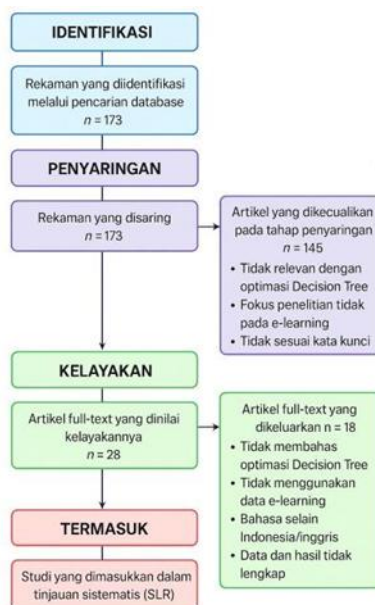 IDENTIFIKASI
Rekaman yang diidentifikasi
melalui pencarian database
n = 173
PENYARINGAN
Rekaman yang disaring
n = 173
Artikel yang dikecualikan
pada tahap penyaringan
n = 145
• Tidak relevan dengan
optimasi Decision Tree
• Fokus penelitian tidak
pada e-learning
• Tidak sesuai kata kunci
KELAYAKAN
Artikel full-text yang dinilai
kelayakannya
n = 28
Artikel full-text yang
dikeluarkan n = 18
• Tidak membahas
optimasi Decision Tree
• Tidak menggunakan
data e-learning
• Bahasa selain
Indonesia/inggris
• Data dan hasil tidak
lengkap
TERMASUK
Studi yang dimasukkan dalam
tinjauan sistematis (SLR)